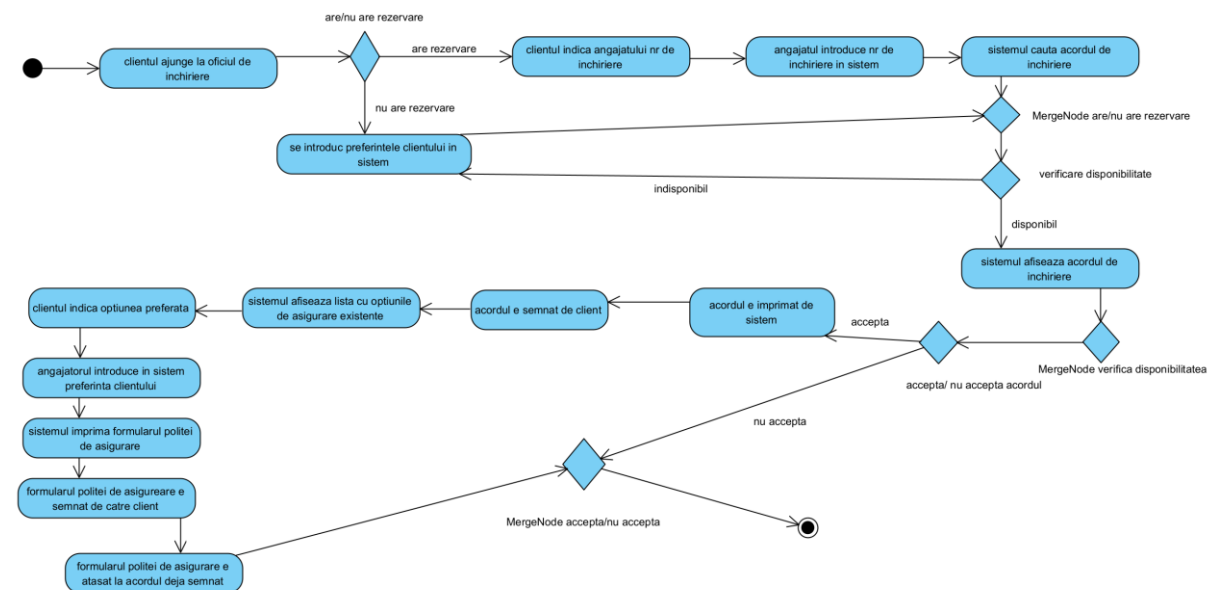 are/nu are rezervare
clientul ajunge la oficiul de
inchiriere
are rezervare
clientul indica angajatului nr de
inchiriere
angajatul introduce nr de
inchiriere in sistem
sistemul cauta acordul de
inchiriere
nu are rezervare
MergeNode are/nu are rezervare
se introduc preferintele clientului in
sistem
indisponibil
verificare disponibilitate
disponibil
sistemul afiseaza acordul de
inchiriere
clientul indica optiunea preferata
sistemul afiseaza lista cu optiunile
de asigurare existente
acordul e semnat de client
acordul e imprimat de
sistem
accepta
MergeNode verifica disponibilitatea
accepta/ nu accepta acordul
angajatorul introduce in sistem
preferinta clientului
nu accepta
sistemul imprima formularul politei
de asigurare
formularul politei de asigureare e
semnat de catre client
MergeNode accepta/nu accepta
formularul politei de asigurare e
atasat la acordul deja semnat